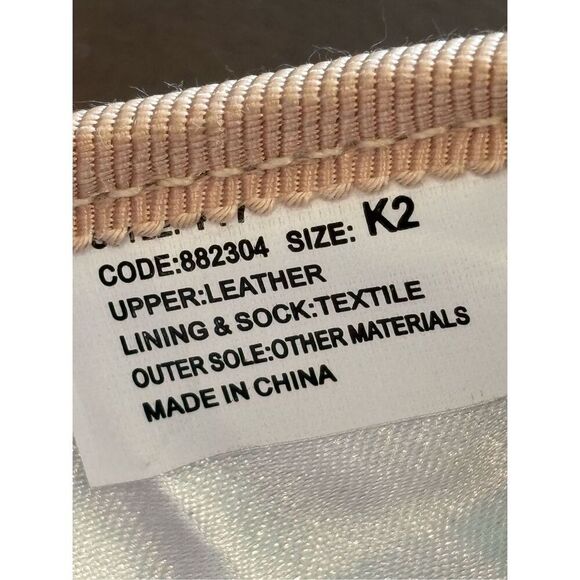 CODE:882304 SIZE: K2
UPPER:LEATHER
LINING & SOCK:TEXTILE
OUTER SOLE:OTHER MATERIALS
MADE IN CHINA